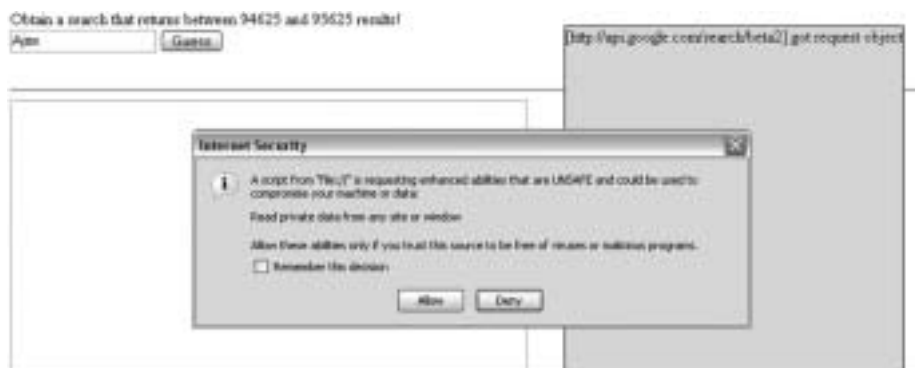 Obtain a search that returns between 94625 and 95625 results!
Ajax
Guess
[http://api.google.com/search/beta2] got request object
Internet Security
A script from "file://" is requesting enhanced abilities that are UNSAFE and could be used to
compromise your machine or data:
Read private data from any site or window
Allow these abilities only if you trust this source to be free of viruses or malicious programs.
Remember this decision
Allow
Deny